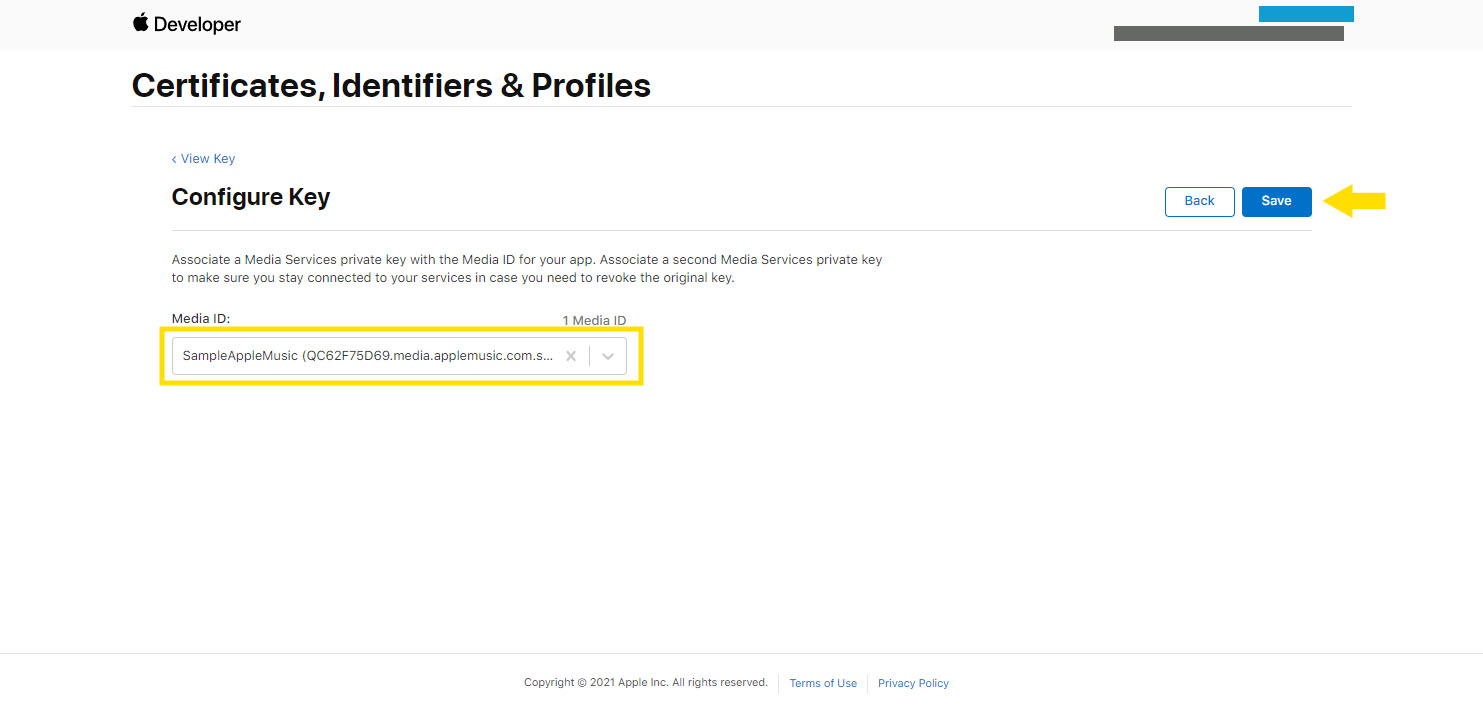 Developer
Certificates, Identifiers & Profiles
‹ View Key
Configure Key
Back
Save
Associate a Media Services private key with the Media ID for your app. Associate a second Media Services private key
to make sure you stay connected to your services in case you need to revoke the original key.
Media ID:
1 Media ID
SampleAppleMusic (QC62F75D69.media.applemusic.com.s...
Copyright © 2021 Apple Inc. All rights reserved.
Terms of Use
Privacy Policy